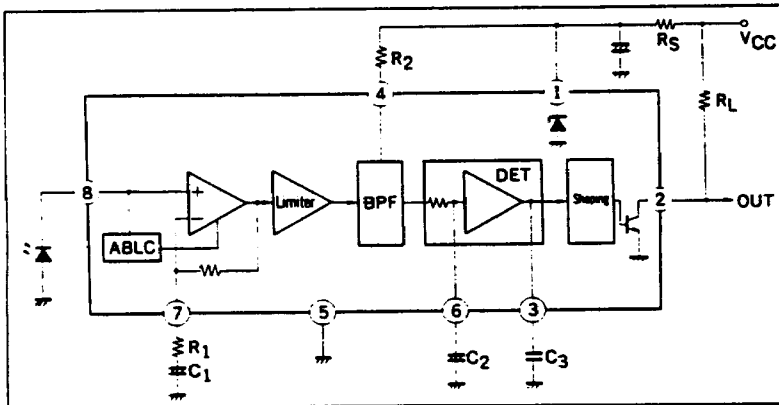 R2
RS
VCC
RL
4
1
8
+
−
ABLC
Limiter
BPF
DET
Shaping
2
OUT
7
5
6
3
R1
C1
C2
C3